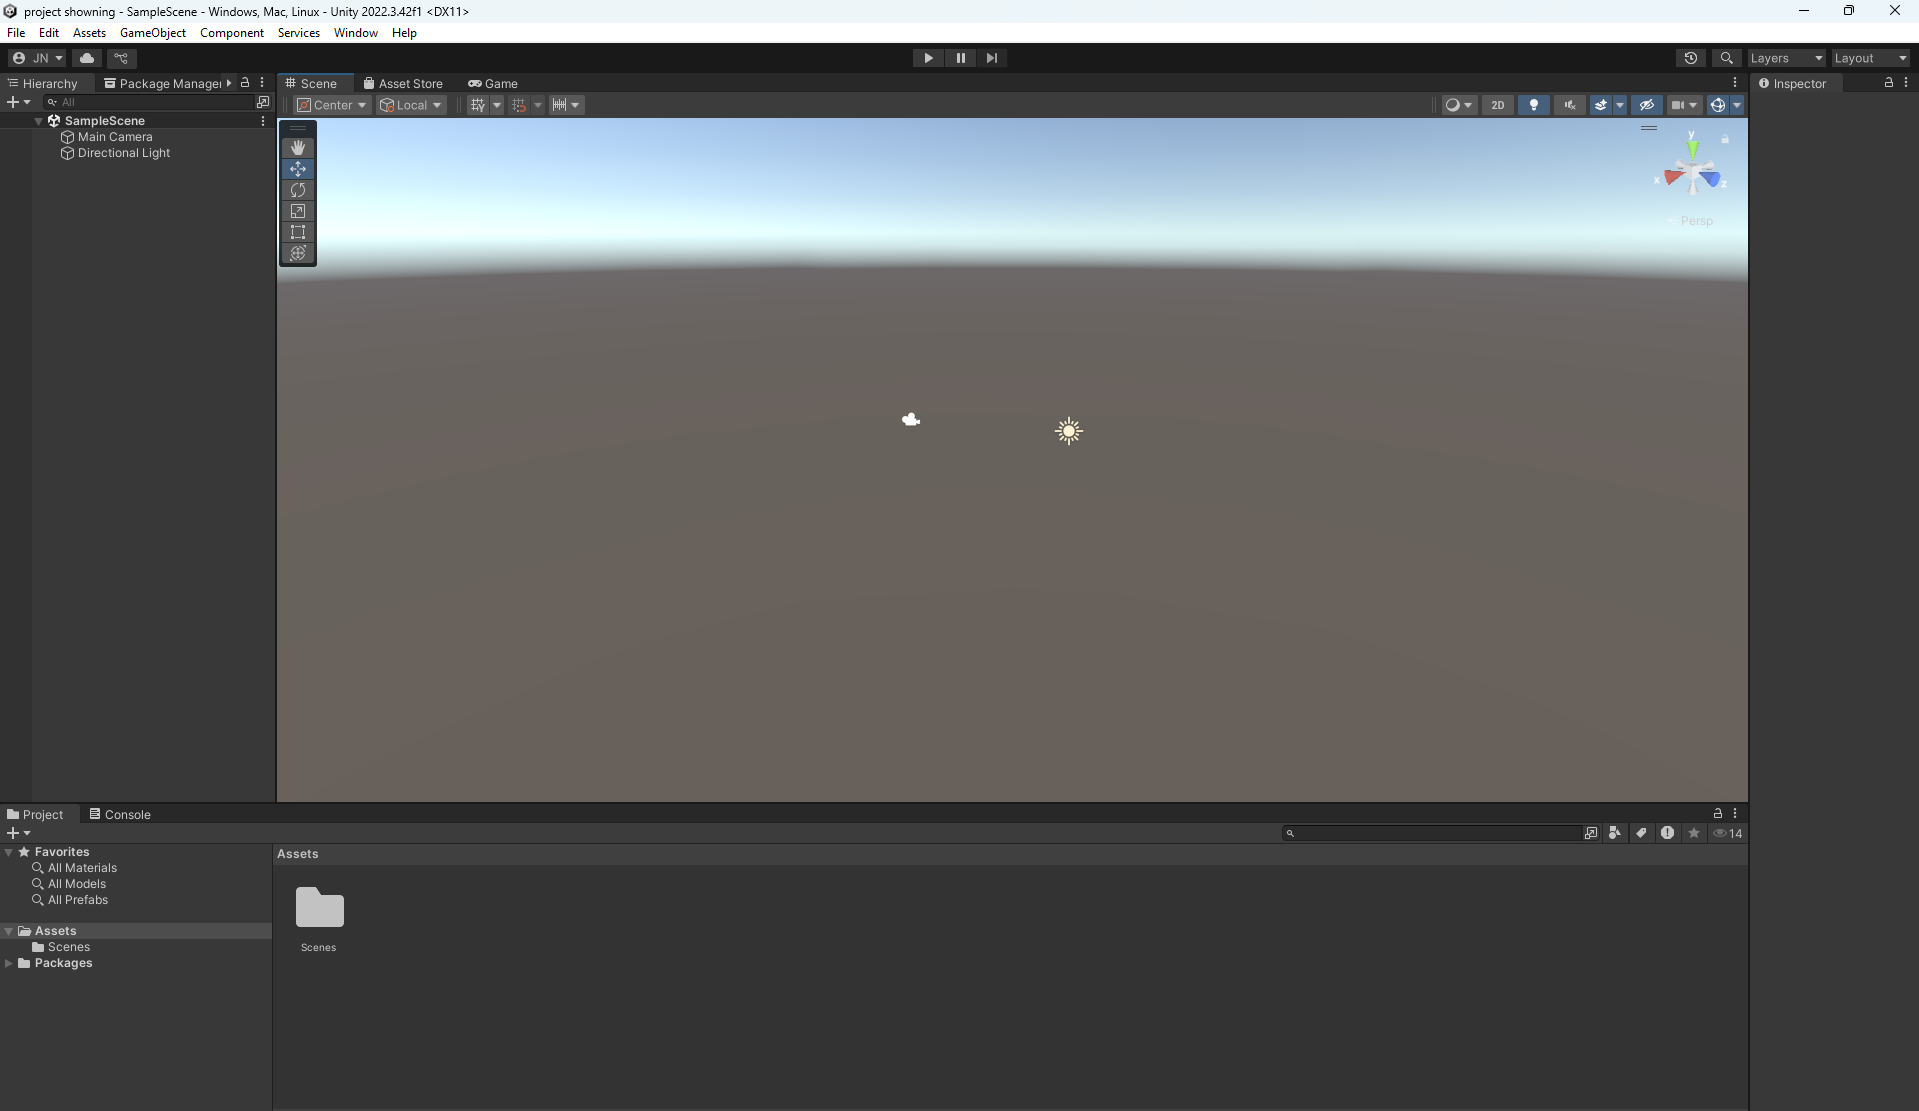 project showning - SampleScene - Windows, Mac, Linux - Unity 2022.3.42f1 <DX11>
File Edit Assets GameObject Component Services Window Help
JN Layers Layout
Hierarchy Package Manager Scene Asset Store Game Inspector
All Center Local 2D
SampleScene
Main Camera
Directional Light
y
x z
Persp
Project Console
14
Favorites
All Materials
All Models
All Prefabs
Assets
Scenes
Packages
Assets
Scenes